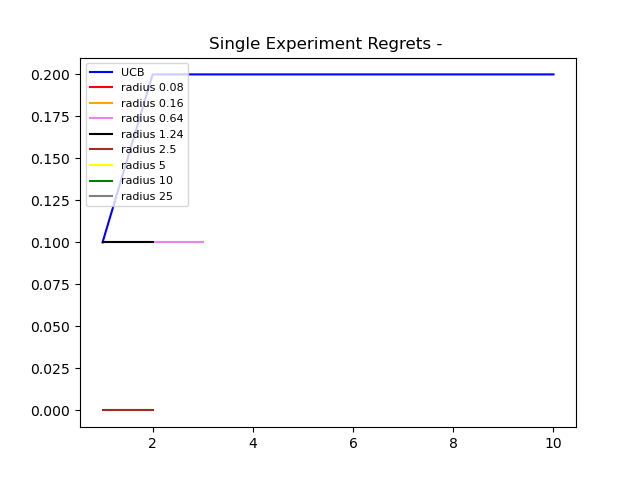 Single Experiment Regrets -
0.200
0.175
0.150
0.125
0.100
0.075
0.050
0.025
0.000
UCB
radius 0.08
radius 0.16
radius 0.64
radius 1.24
radius 2.5
radius 5
radius 10
radius 25
2
4
6
8
10